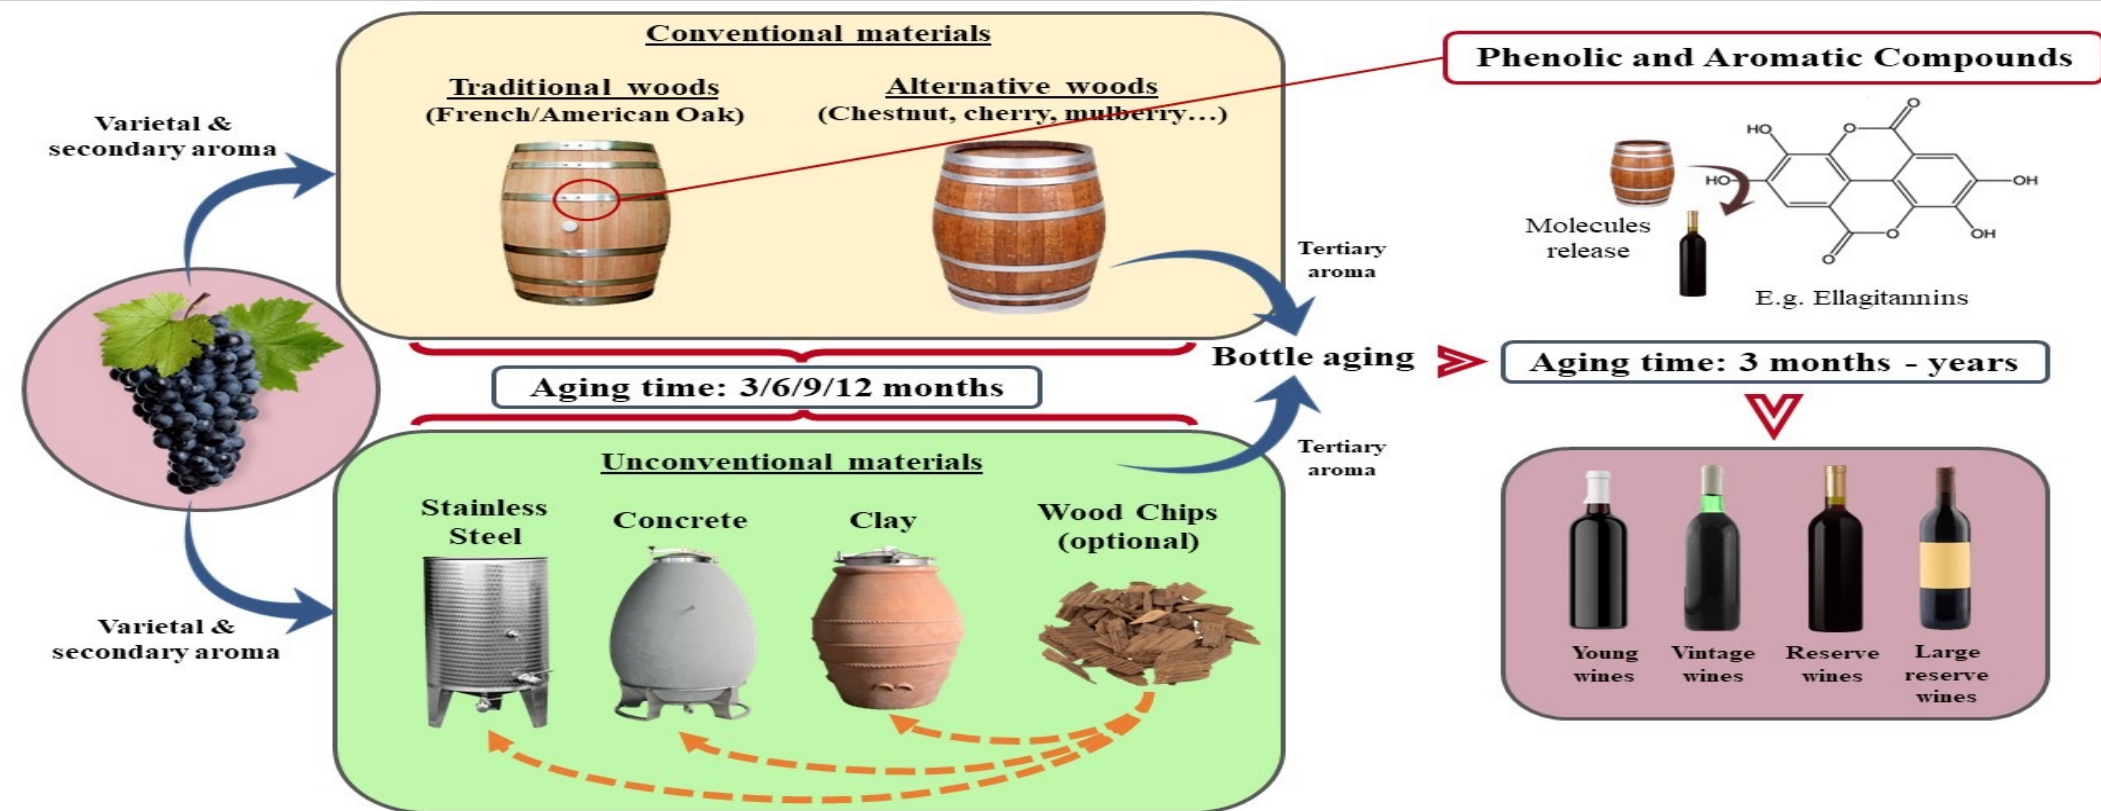 Conventional materials
Traditional woods
(French/American Oak)
Alternative woods
(Chestnut, cherry, mulberry...)
Varietal &
secondary aroma
Phenolic and Aromatic Compounds
HO
O
O
HO
OH
O
O
OH
Molecules
release
E.g. Ellagitannins
Tertiary
aroma
Bottle aging
Aging time: 3 months - years
Aging time: 3/6/9/12 months
Tertiary
aroma
Unconventional materials
Stainless
Steel
Concrete
Clay
Wood Chips
(optional)
Varietal &
secondary aroma
Young
wines
Vintage
wines
Reserve
wines
Large
reserve
wines